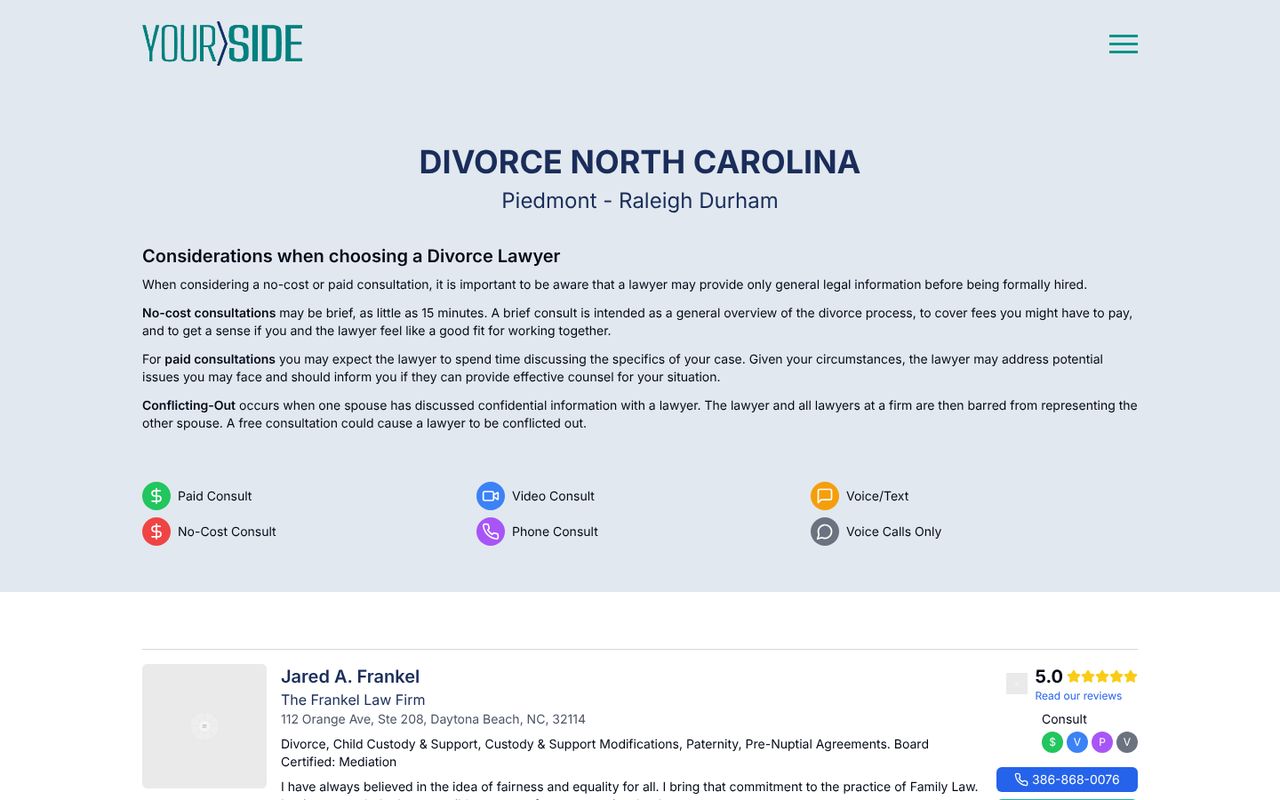 YOUR SIDE
DIVORCE NORTH CAROLINA
Piedmont - Raleigh Durham
Considerations when choosing a Divorce Lawyer
When considering a no-cost or paid consultation, it is important to be aware that a lawyer may provide only general legal information before being formally hired.
No-cost consultations may be brief, as little as 15 minutes. A brief consult is intended as a general overview of the divorce process, to cover fees you might have to pay,
and to get a sense if you and the lawyer feel like a good fit for working together.
For paid consultations you may expect the lawyer to spend time discussing the specifics of your case. Given your circumstances, the lawyer may address potential
issues you may face and should inform you if they can provide effective counsel for your situation.
Conflicting-Out occurs when one spouse has discussed confidential information with a lawyer. The lawyer and all lawyers at a firm are then barred from representing the
other spouse. A free consultation could cause a lawyer to be conflicted out.
$ Paid Consult
Video Consult
Voice/Text
$ No-Cost Consult
Phone Consult
Voice Calls Only
Jared A. Frankel
The Frankel Law Firm
112 Orange Ave, Ste 208, Daytona Beach, NC, 32114
Divorce, Child Custody & Support, Custody & Support Modifications, Paternity, Pre-Nuptial Agreements. Board
Certified: Mediation
I have always believed in the idea of fairness and equality for all. I bring that commitment to the practice of Family Law.
5.0
Read our reviews
Consult
$ V P V
386-868-0076